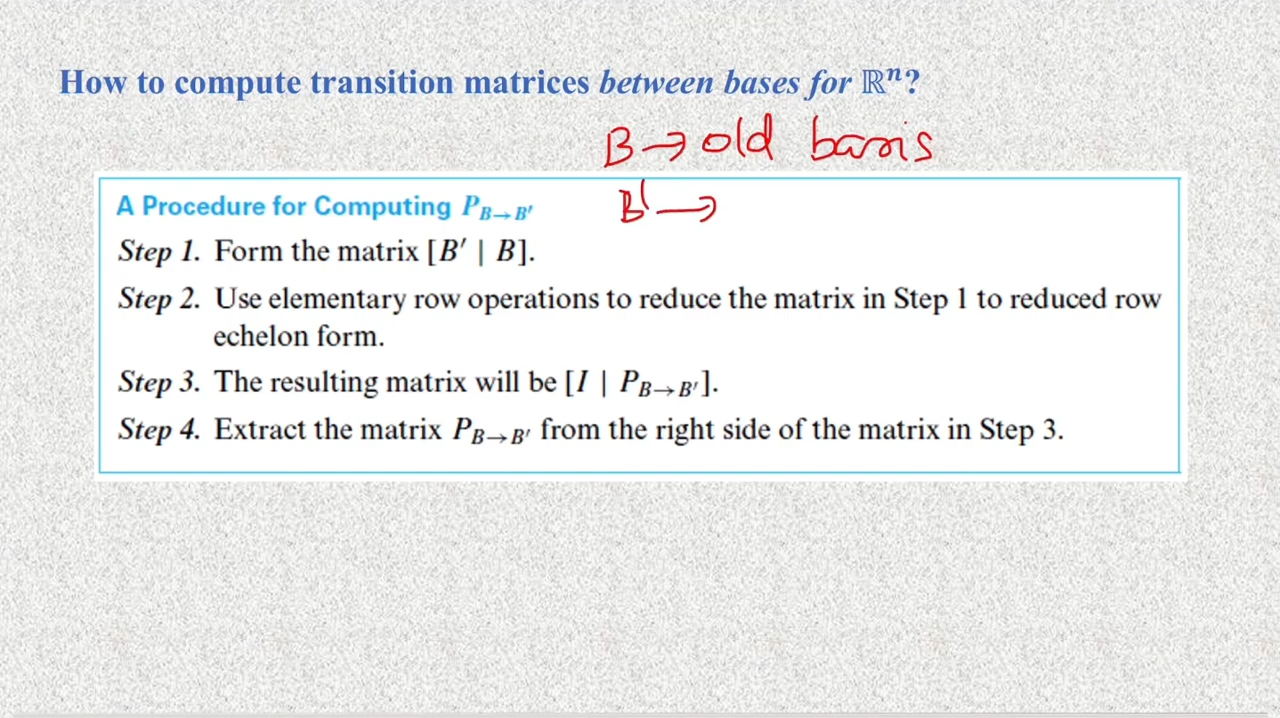 How to compute transition matrices between bases for ℝⁿ?
B → old basis
A Procedure for Computing P_B→B′
B′ →
Step 1. Form the matrix [B′ | B].
Step 2. Use elementary row operations to reduce the matrix in Step 1 to reduced row
echelon form.
Step 3. The resulting matrix will be [I | P_B→B′].
Step 4. Extract the matrix P_B→B′ from the right side of the matrix in Step 3.